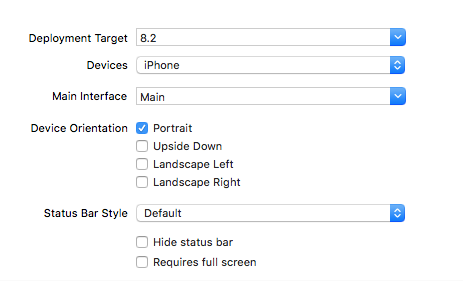 Deployment Target 8.2
Devices iPhone
Main Interface Main
Device Orientation Portrait
Upside Down
Landscape Left
Landscape Right
Status Bar Style Default
Hide status bar
Requires full screen